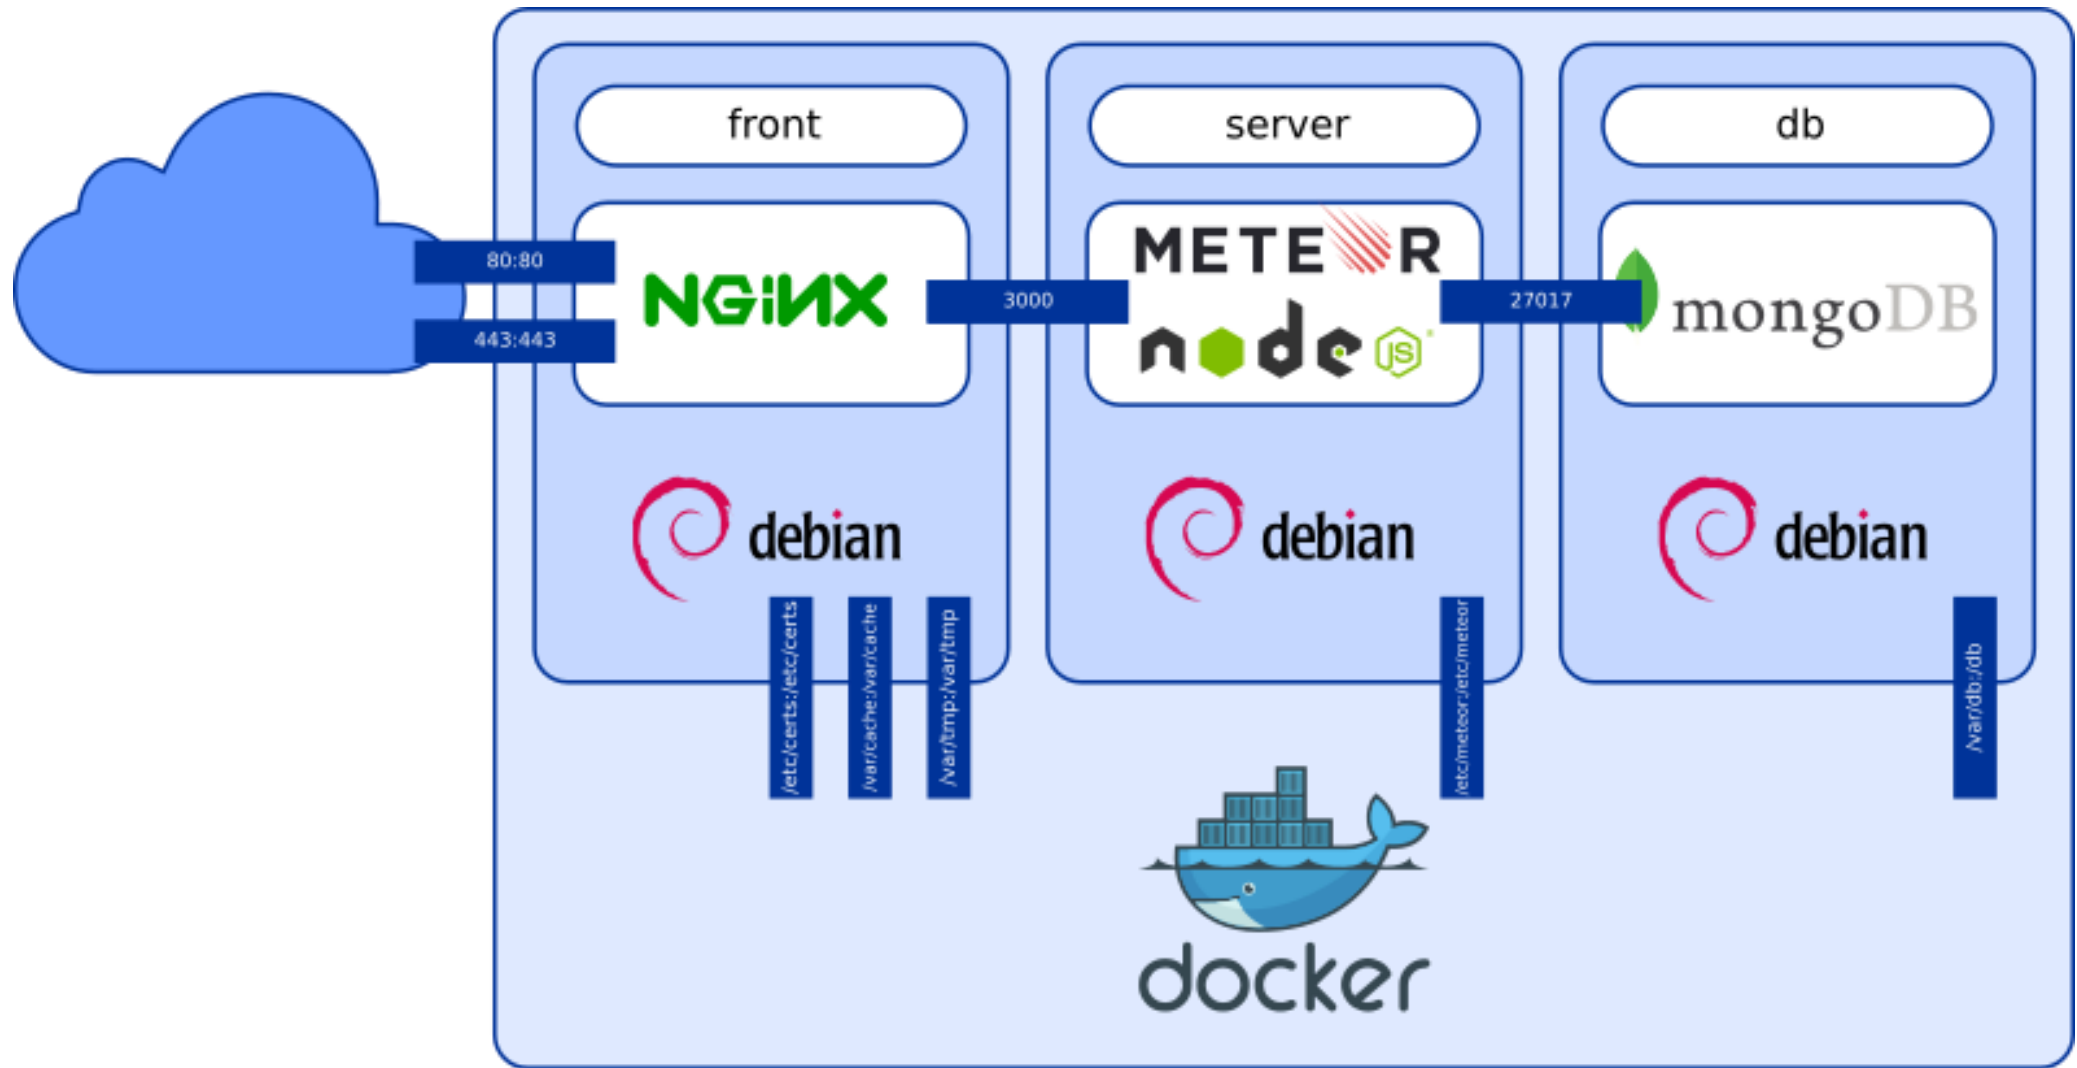 front
server
db
80:80
443:443
NGiNX
3000
METEOR
node JS®
27017
mongoDB
debian
debian
debian
/etc/certs:/etc/certs
/var/cache:/var/cache
/var/tmp:/var/tmp
/etc/meteor:/etc/meteor
/var/db:/db
docker